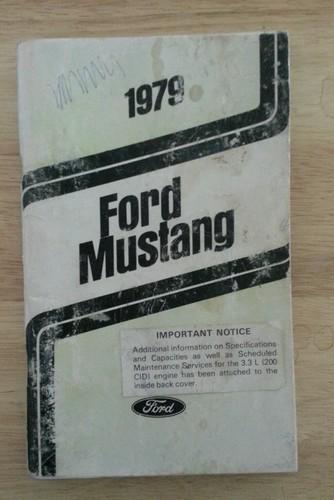 1979
Ford
Mustang
IMPORTANT NOTICE
Additional information on Specifications
and Capacities as well as Scheduled
Maintenance Services for the 3.3 L (200
CID) engine has been attached to the
inside back cover.
Ford